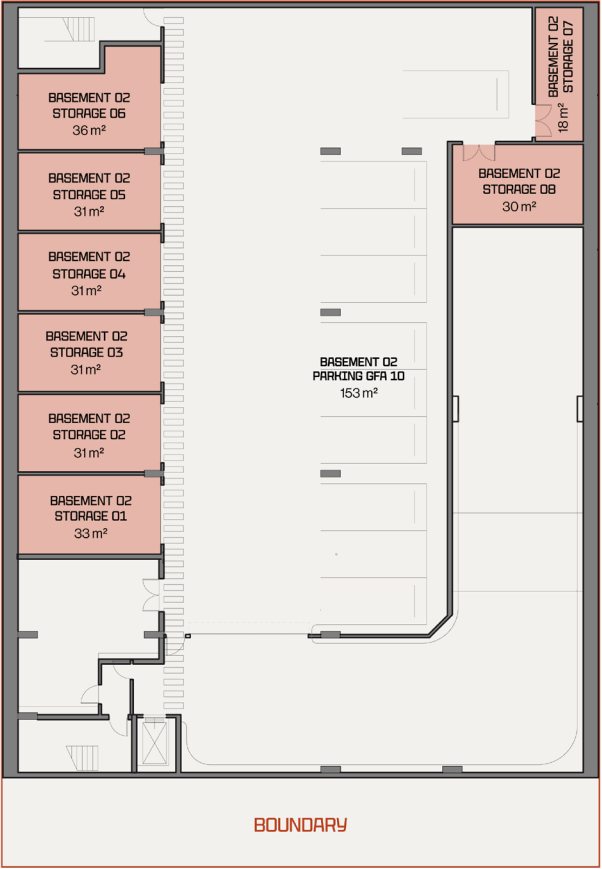 BASEMENT 02
STORAGE 07
18 m²
BASEMENT 02
STORAGE 06
36 m²
BASEMENT 02
STORAGE 08
30 m²
BASEMENT 02
STORAGE 05
31 m²
BASEMENT 02
STORAGE 04
31 m²
BASEMENT 02
STORAGE 03
31 m²
BASEMENT 02
PARKING GFA 10
153 m²
BASEMENT 02
STORAGE 02
31 m²
BASEMENT 02
STORAGE 01
33 m²
BOUNDARY